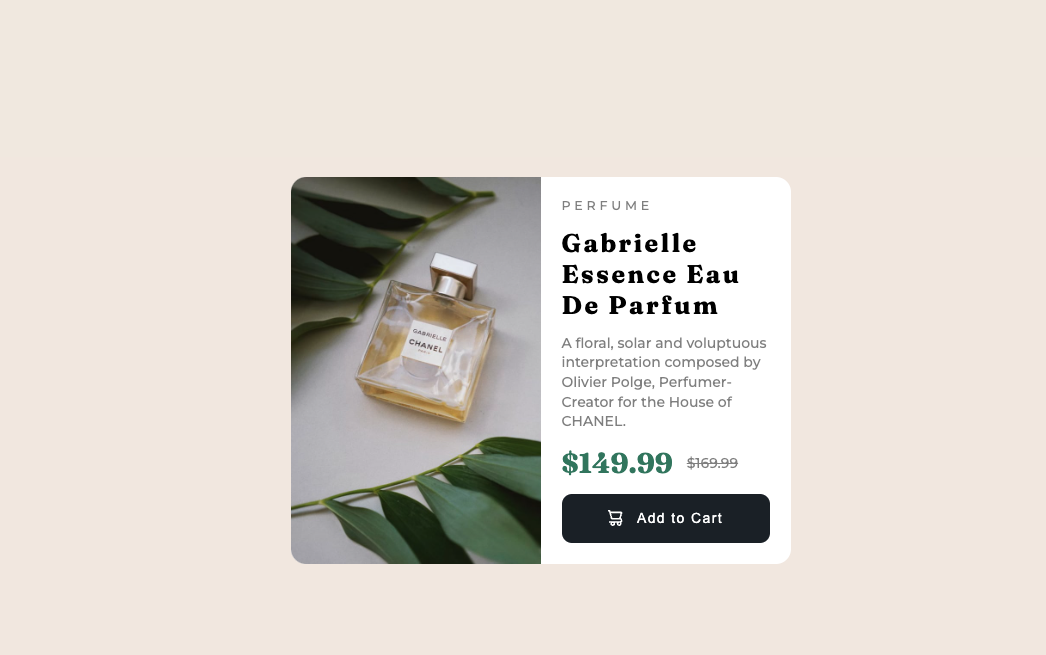 GABRIELLE
CHANEL
PARIS
PERFUME
Gabrielle
Essence Eau
De Parfum
A floral, solar and voluptuous
interpretation composed by
Olivier Polge, Perfumer-
Creator for the House of
CHANEL.
$149.99 $169.99
Add to Cart